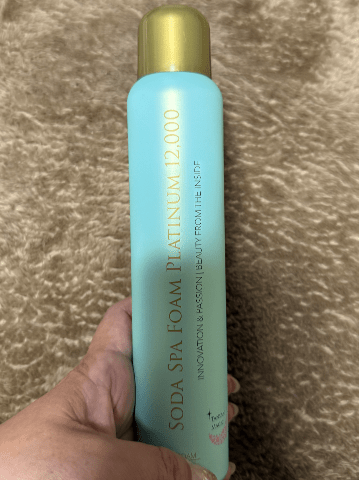 SODA SPA FOAM PLATINUM 12.000
INNOVATION & PASSION | BEAUTY FROM THE INSIDE